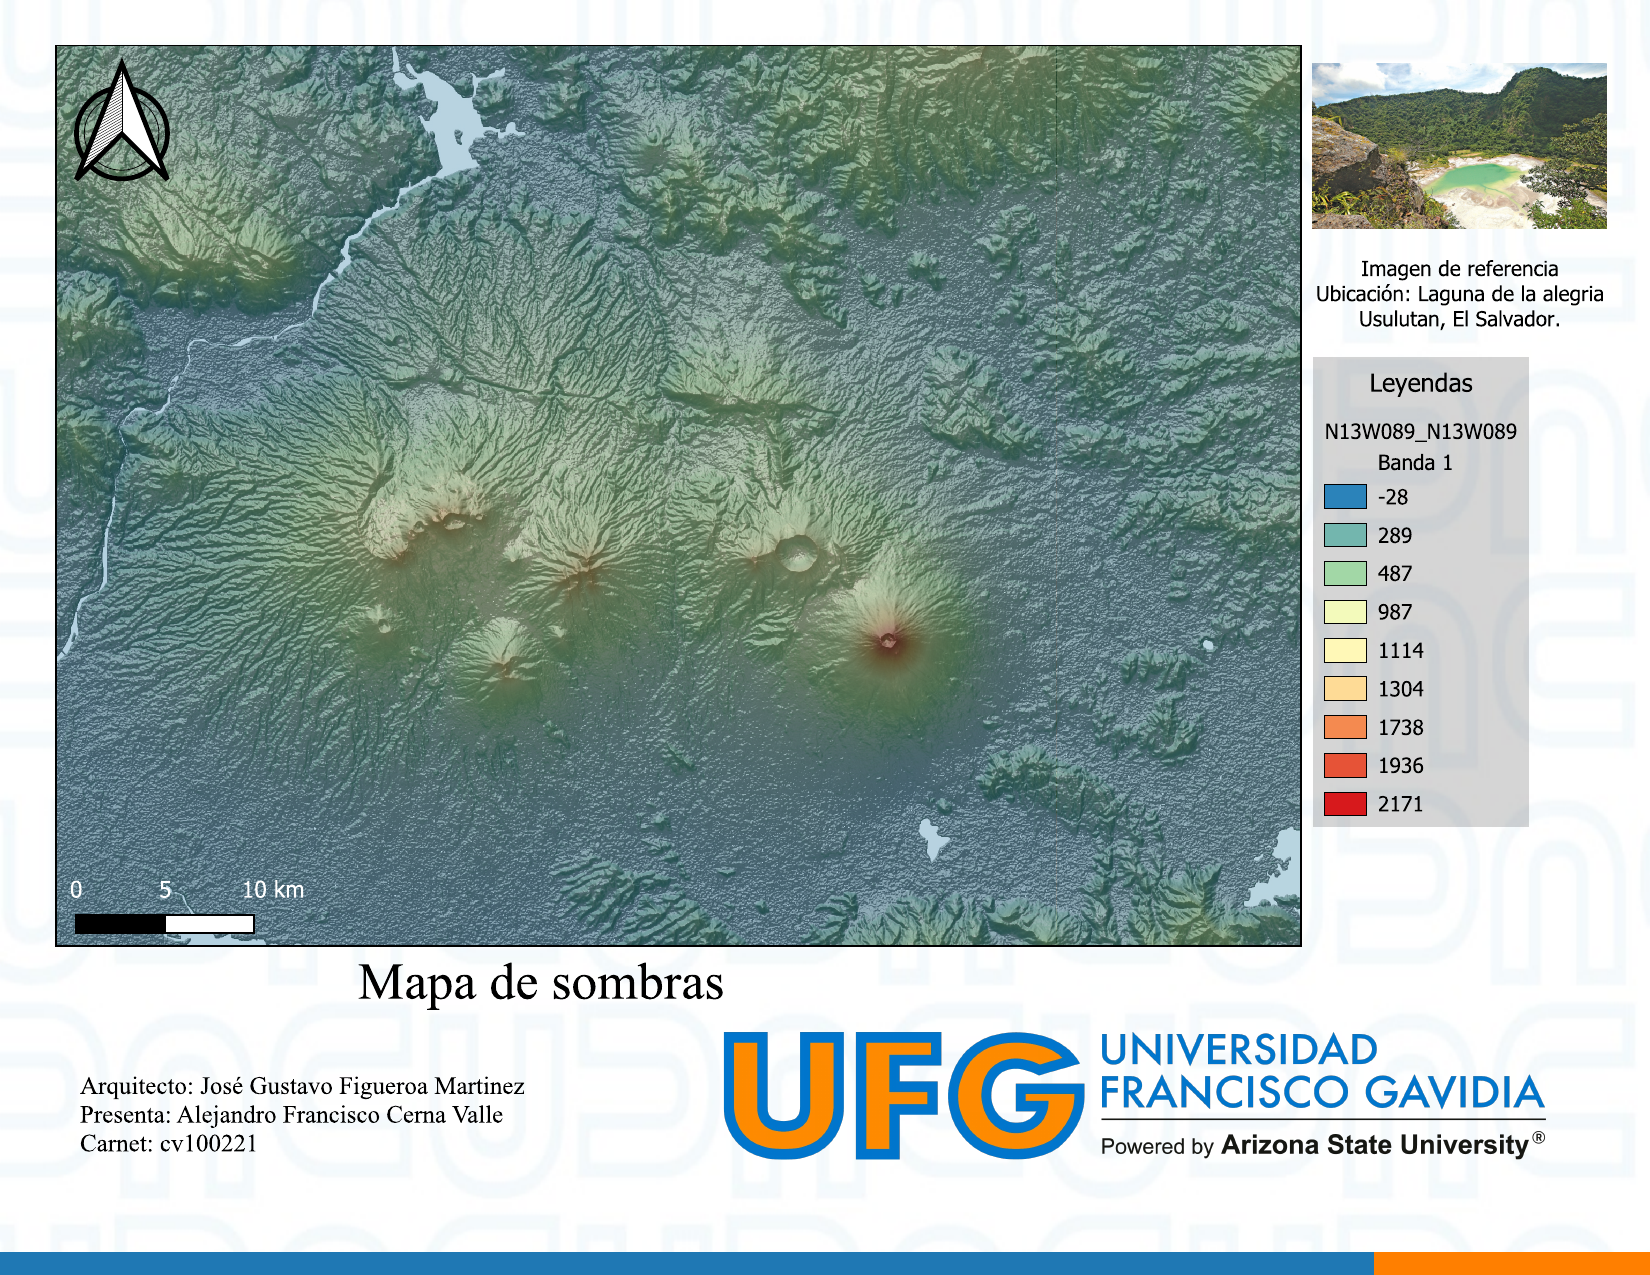 Imagen de referencia
Ubicación: Laguna de la alegria
Usulutan, El Salvador.
Leyendas
N13W089_N13W089
Banda 1
-28
289
487
987
1114
1304
1738
1936
2171
0 5 10 km
Mapa de sombras
Arquitecto: José Gustavo Figueroa Martinez
Presenta: Alejandro Francisco Cerna Valle
Carnet: cv100221
UFG
UNIVERSIDAD
FRANCISCO GAVIDIA
Powered by Arizona State University®